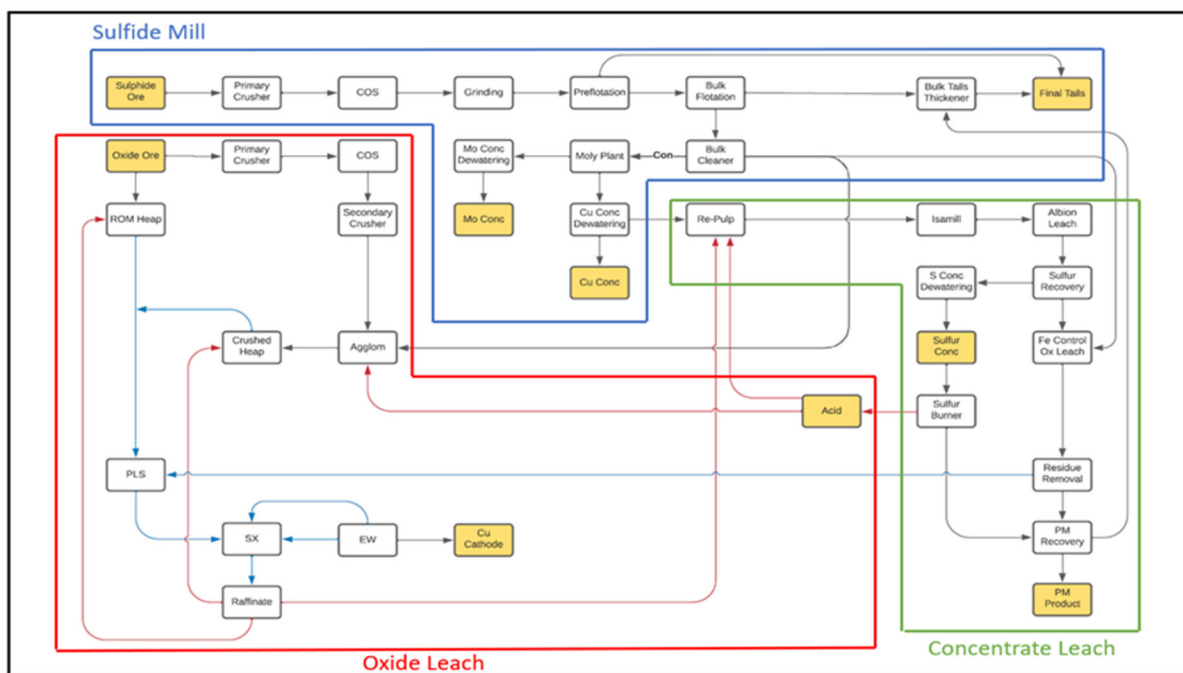 Sulfide Mill
Sulphide
Ore
Primary
Crusher
COS
Grinding
Preflotation
Bulk
Flotation
Bulk Tails
Thickener
Final Tails
Oxide Ore
Primary
Crusher
COS
Mo Conc
Dewatering
Moly Plant
Con
Bulk
Cleaner
ROM Heap
Secondary
Crusher
Mo Conc
Cu Conc
Dewatering
Re-Pulp
Isamill
Albion
Leach
Cu Conc
S Conc
Dewatering
Sulfur
Recovery
Crushed
Heap
Agglom
Sulfur
Conc
Fe Control
Ox Leach
Acid
Sulfur
Burner
PLS
Residue
Removal
SX
EW
Cu
Cathode
PM
Recovery
Raffinate
PM
Product
Oxide Leach
Concentrate Leach